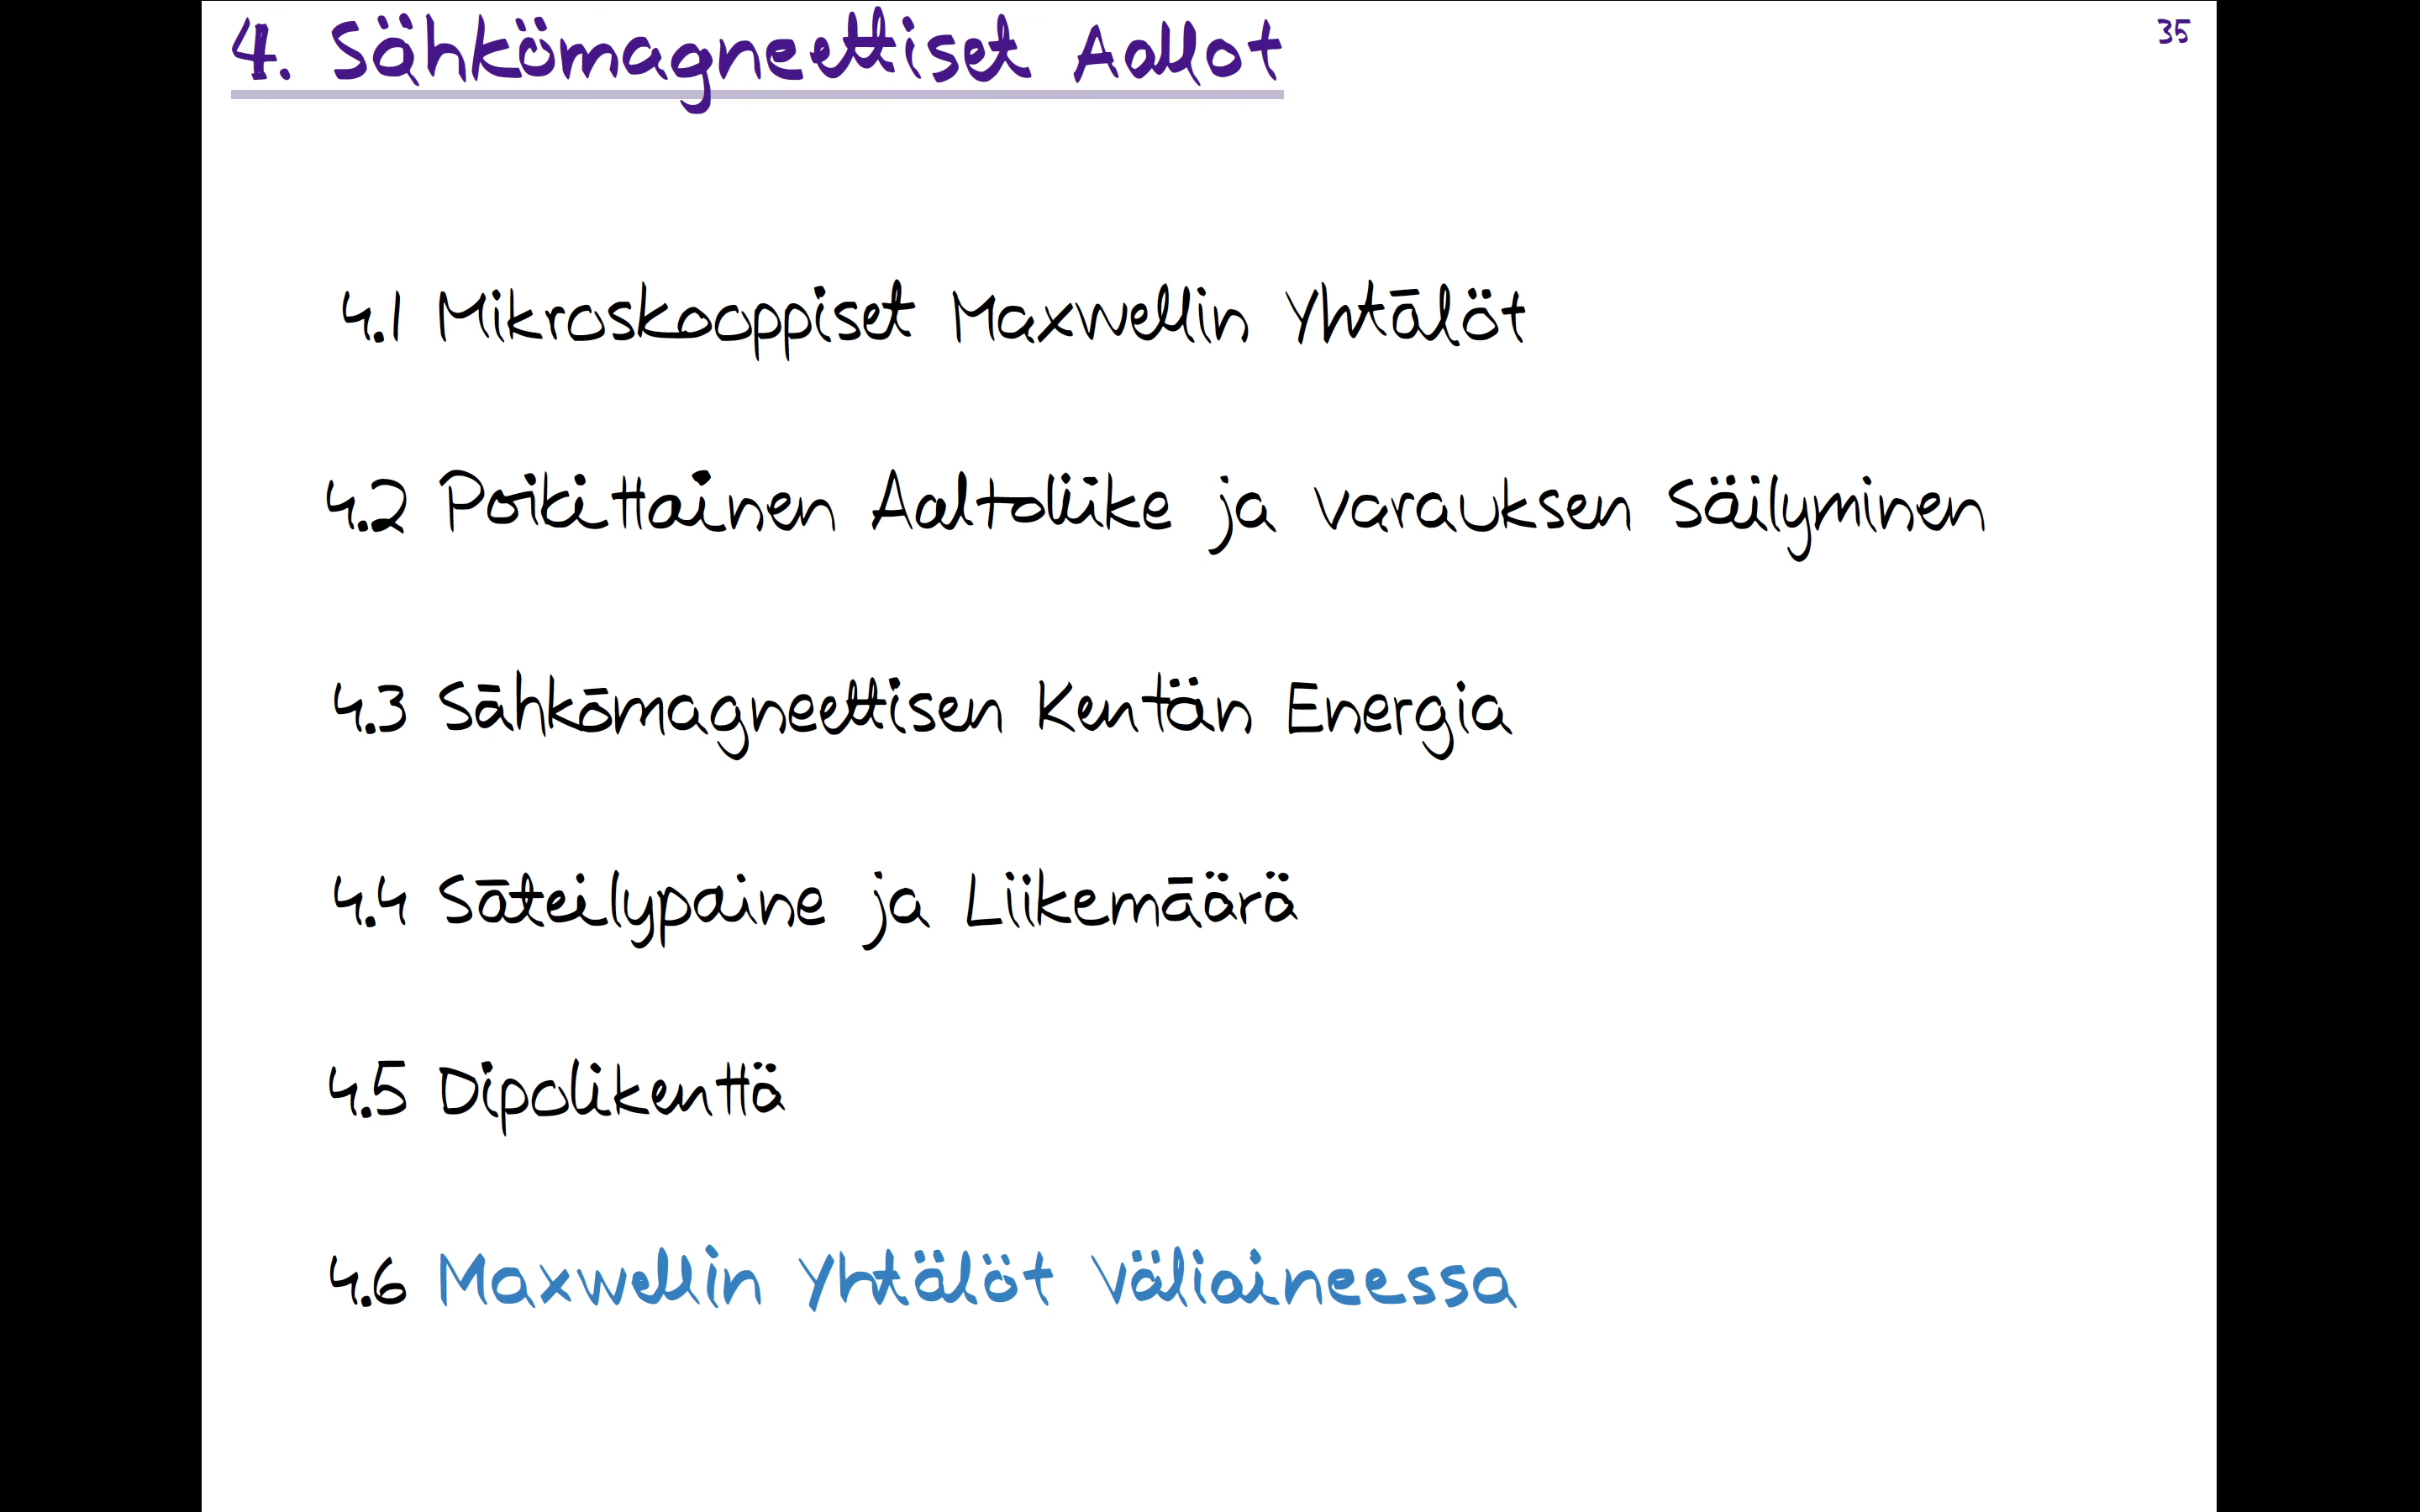 4. Sähkömagneettiset Aallot
35
4.1 Mikroskooppiset Maxwellin Yhtälöt
4.2 Poikittainen Aaltoliike ja Varauksen Säilyminen
4.3 Sähkömagneettisen Kentän Energia
4.4 Säteilypaine ja Liikemäärä
4.5 Dipolikenttä
4.6 Maxwellin Yhtälöt Väliaineessa